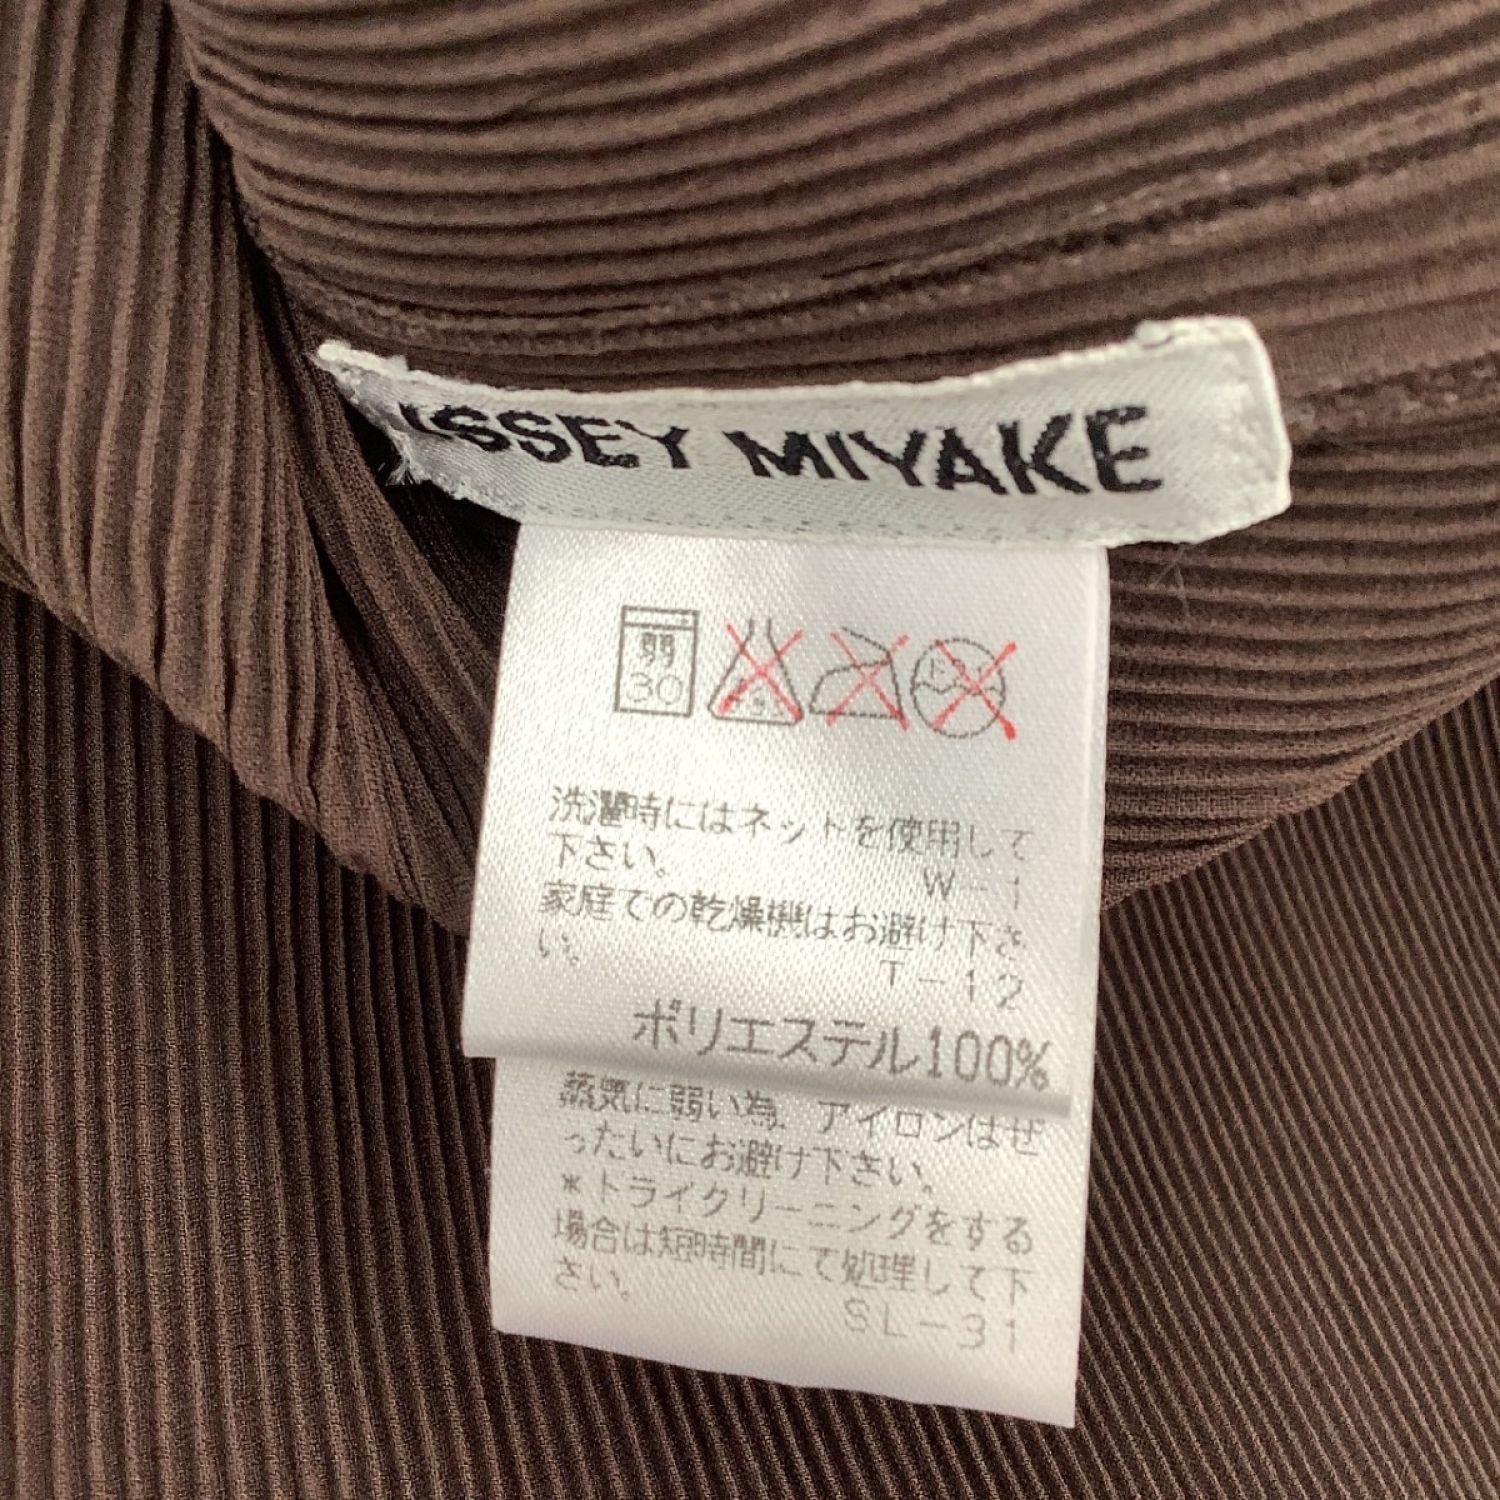 ISSEY MIYAKE
弱
30
洗濯時にはネットを使用して
下さい。
W-1
家庭での乾燥機はお避け下さ
い。
T-12
ポリエステル100%
蒸気に弱い為、アイロンはぜ
ったいにお避け下さい。
*トライクリーニングをする
場合は短時間にて処理して下
さい。
SL-31